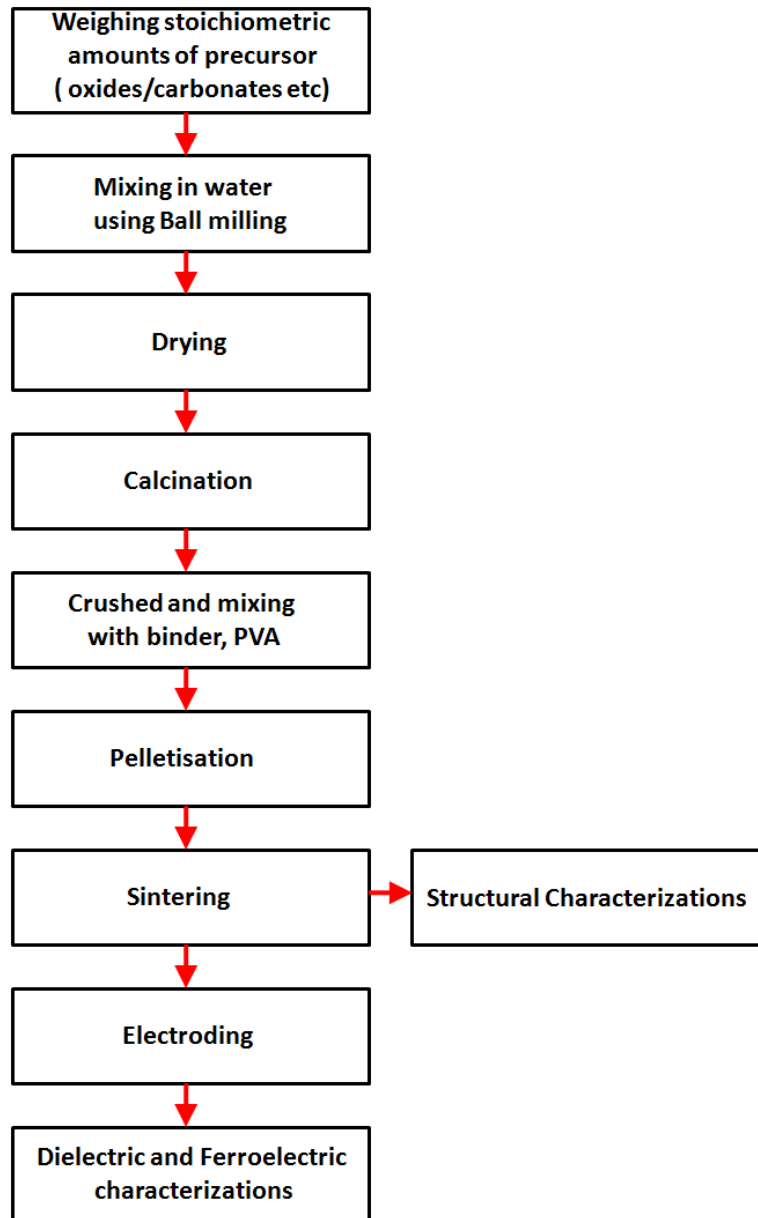 Weighing stoichiometric
amounts of precursor
( oxides/carbonates etc)
Mixing in water
using Ball milling
Drying
Calcination
Crushed and mixing
with binder, PVA
Pelletisation
Sintering
Structural Characterizations
Electroding
Dielectric and Ferroelectric
characterizations